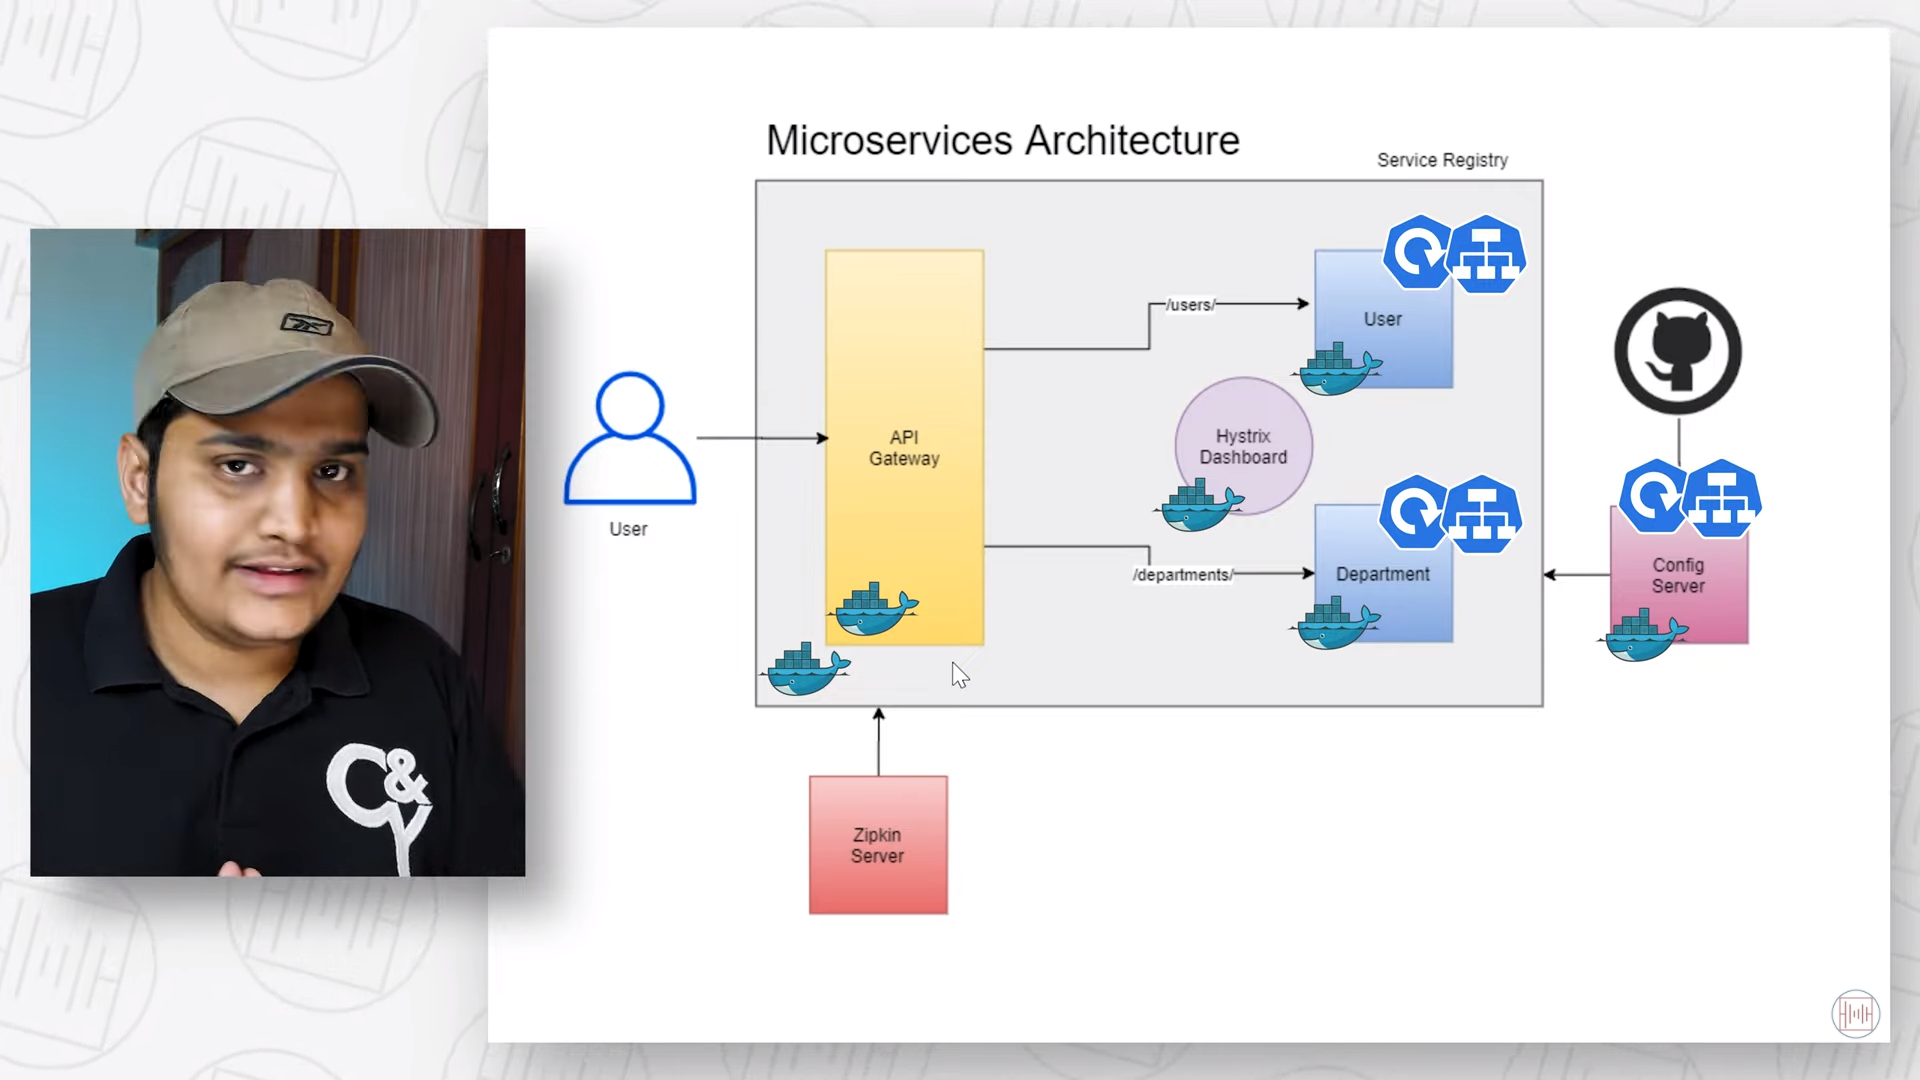 Microservices Architecture
Service Registry
/users/
User
API
Gateway
Hystrix
Dashboard
User
/departments/
Department
Config
Server
Zipkin
Server
C&Y